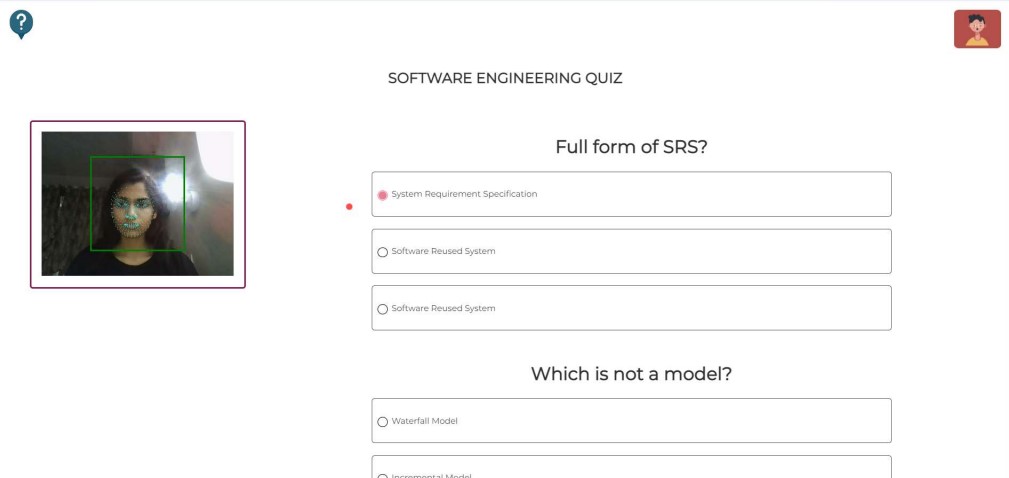 ?
SOFTWARE ENGINEERING QUIZ
Full form of SRS?
System Requirement Specification
Software Reused System
Software Reused System
Which is not a model?
Waterfall Model
Incremental Model